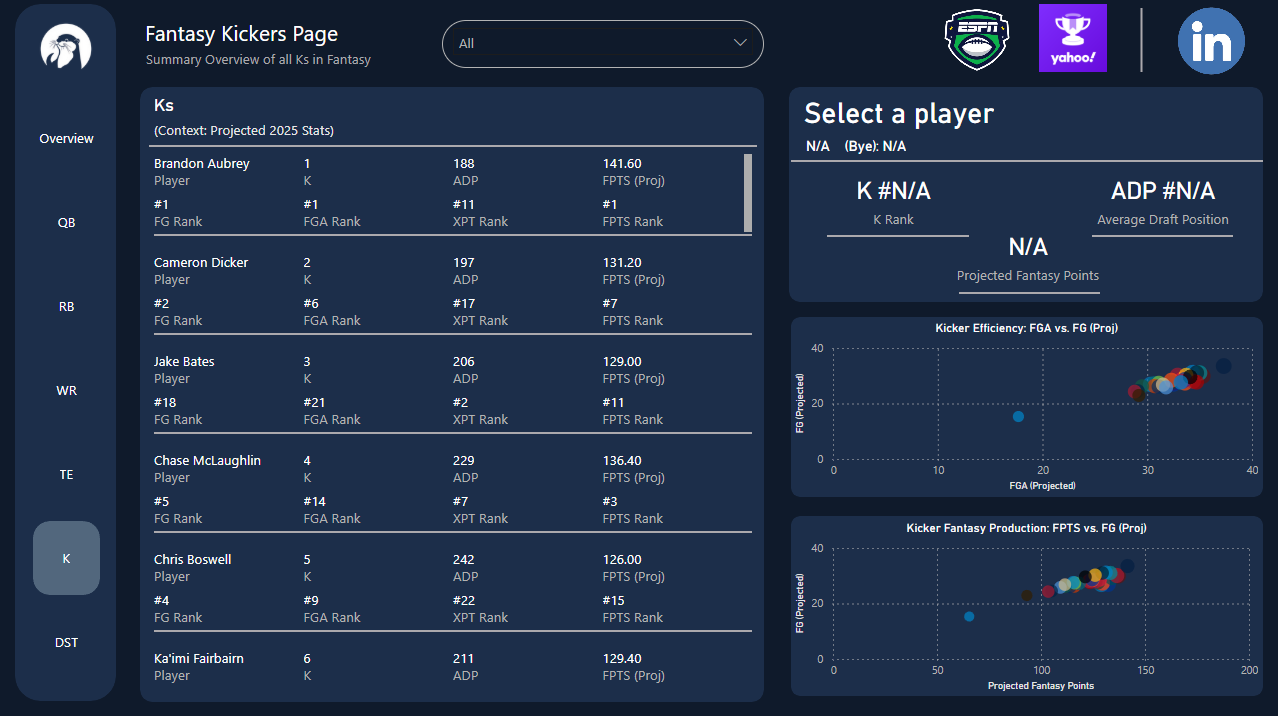 Fantasy Kickers Page
Summary Overview of all Ks in Fantasy
All
ESPN
yahoo!
in
Overview
QB
RB
WR
TE
K
DST
Ks
(Context: Projected 2025 Stats)
Brandon Aubrey 1 188 141.60
Player K ADP FPTS (Proj)
#1 #1 #11 #1
FG Rank FGA Rank XPT Rank FPTS Rank
Cameron Dicker 2 197 131.20
Player K ADP FPTS (Proj)
#2 #6 #17 #7
FG Rank FGA Rank XPT Rank FPTS Rank
Jake Bates 3 206 129.00
Player K ADP FPTS (Proj)
#18 #21 #2 #11
FG Rank FGA Rank XPT Rank FPTS Rank
Chase McLaughlin 4 229 136.40
Player K ADP FPTS (Proj)
#5 #14 #7 #3
FG Rank FGA Rank XPT Rank FPTS Rank
Chris Boswell 5 242 126.00
Player K ADP FPTS (Proj)
#4 #9 #22 #15
FG Rank FGA Rank XPT Rank FPTS Rank
Ka'imi Fairbairn 6 211 129.40
Player K ADP FPTS (Proj)
Select a player
N/A (Bye): N/A
K #N/A
K Rank
ADP #N/A
Average Draft Position
N/A
Projected Fantasy Points
Kicker Efficiency: FGA vs. FG (Proj)
FG (Projected)
40
20
0
0 10 20 30 40
FGA (Projected)
Kicker Fantasy Production: FPTS vs. FG (Proj)
FG (Projected)
40
20
0
0 50 100 150 200
Projected Fantasy Points